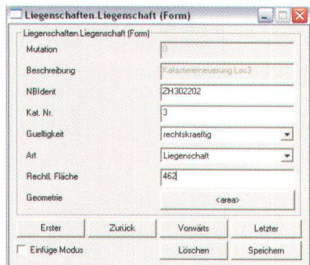 Liegenschaften.Liegenschaft (Form)
Liegenschaften.Liegenschaft (Form)
Mutation 0
Beschreibung Katastererneuerung Los3
NBIdent ZH302202
Kat. Nr. 3
Gueltigkeit rechtskraeftig
Art Liegenschaft
Rechtl. Fläche 462
Geometrie <area>
Erster Zurück Vorwärts Letzter
Einfüge Modus Löschen Speichern